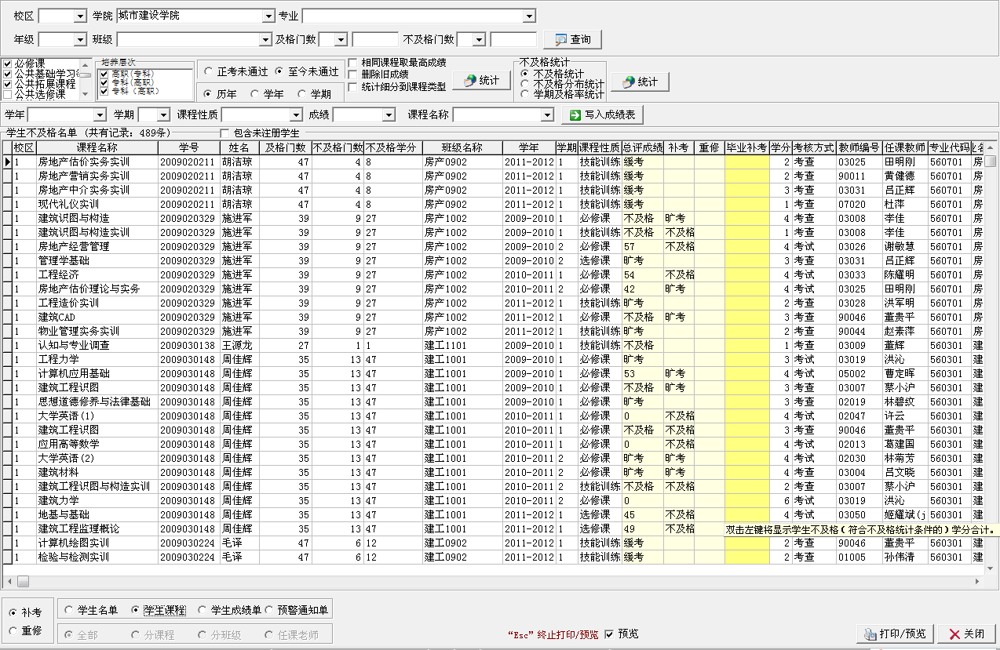 校区 学院 城市建设学院 专业
年级 班级 及格门数 不及格门数 查询
必修课
公共基础学习
公共拓展课程
公共选修课
培养层次
高职(专科)
专科(高职)
专科（高职）
正考未通过 至今未通过
历年 学年 学期
相同课程取最高成绩
删除旧成绩
统计细分到课程类型
统计
不及格统计
不及格统计
不及格分布统计
学期及格率统计
统计
学年 学期 课程性质 成绩 课程名称 写入成绩表
学生不及格名单（共有记录：489条） 包含未注册学生
校区 课程名称 学号 姓名 及格门数 不及格门数 不及格学分 班级名称 学年 学期 课程性质 总评成绩 补考 重修 毕业补考 学分 考核方式 教师编号 任课教师 专业代码
1 房地产估价实务实训 2009020211 胡洁琼 47 4 8 房产0902 2011-2012 1 技能训练 缓考 2 考查 03025 田明刚 560701 房
1 房地产营销实务实训 2009020211 胡洁琼 47 4 8 房产0902 2011-2012 1 技能训练 缓考 2 考查 90011 黄健德 560701 房
1 房地产中介实务实训 2009020211 胡洁琼 47 4 8 房产0902 2011-2012 1 技能训练 缓考 3 考查 03031 吕正辉 560701 房
1 现代礼仪实训 2009020211 胡洁琼 47 4 8 房产0902 2011-2012 1 技能训练 缓考 1 考查 07020 杜萍 560701 房
1 建筑识图与构造 2009020329 施进军 39 9 27 房产1002 2009-2010 1 必修课 不及格 旷考 4 考查 03008 李佳 560701 房
1 建筑识图与构造实训 2009020329 施进军 39 9 27 房产1002 2009-2010 1 技能训练 不及格 不及格 1 考查 03008 李佳 560701 房
1 房地产经营管理 2009020329 施进军 39 9 27 房产1002 2009-2010 2 必修课 57 不及格 4 考试 03026 谢敏慧 560701 房
1 管理学基础 2009020329 施进军 39 9 27 房产1002 2009-2010 2 选修课 旷考 3 考查 03031 吕正辉 560701 房
1 工程经济 2009020329 施进军 39 9 27 房产1002 2010-2011 1 必修课 54 不及格 4 考试 03033 陈耀明 560701 房
1 房地产估价理论与实务 2009020329 施进军 39 9 27 房产1002 2010-2011 2 必修课 42 旷考 4 考试 03025 田明刚 560701 房
1 工程造价实训 2009020329 施进军 39 9 27 房产1002 2011-2012 1 技能训练 旷考 2 考查 03028 洪军明 560701 房
1 建筑CAD 2009020329 施进军 39 9 27 房产1002 2011-2012 1 必修课 不及格 旷考 3 考查 90046 董贵平 560701 房
1 物业管理实务实训 2009020329 施进军 39 9 27 房产1002 2011-2012 1 技能训练 旷考 2 考查 90044 赵素萍 560701 房
1 认知与专业调查 2009030138 王源龙 27 1 1 建工1101 2009-2010 1 技能训练 不及格 1 考查 03009 董辉 560301 建
1 工程力学 2009030148 周佳辉 35 13 47 建工1001 2009-2010 1 必修课 旷考 3 考试 03019 洪沁 560301 建
1 计算机应用基础 2009030148 周佳辉 35 13 47 建工1001 2009-2010 1 必修课 53 旷考 4 考试 05002 曹定晖 560301 建
1 建筑工程识图 2009030148 周佳辉 35 13 47 建工1001 2009-2010 1 必修课 不及格 旷考 3 考查 03007 蔡小沪 560301 建
1 思想道德修养与法律基础 2009030148 周佳辉 35 13 47 建工1001 2009-2010 1 必修课 旷考 3 考查 02019 林碧纹 560301 建
1 大学英语(1) 2009030148 周佳辉 35 13 47 建工1001 2010-2011 1 必修课 0 不及格 4 考试 02047 许云 560301 建
1 建筑工程识图 2009030148 周佳辉 35 13 47 建工1001 2010-2011 1 必修课 不及格 不及格 3 考查 90046 董贵平 560301 建
1 应用高等数学 2009030148 周佳辉 35 13 47 建工1001 2010-2011 1 必修课 0 不及格 4 考试 02013 葛建国 560301 建
1 大学英语(2) 2009030148 周佳辉 35 13 47 建工1001 2010-2011 2 必修课 旷考 旷考 4 考试 02030 林菊芳 560301 建
1 建筑材料 2009030148 周佳辉 35 13 47 建工1001 2010-2011 2 必修课 旷考 旷考 4 考查 03004 吕文晓 560301 建
1 建筑工程识图与构造实训 2009030148 周佳辉 35 13 47 建工1001 2010-2011 2 技能训练 不及格 不及格 2 考查 03007 蔡小沪 560301 建
1 建筑力学 2009030148 周佳辉 35 13 47 建工1001 2010-2011 2 必修课 0 6 考试 03019 洪沁 560301 建
1 地基与基础 2009030148 周佳辉 35 13 47 建工1001 2011-2012 1 选修课 45 不及格 4 考试 03050 姬耀斌(j 560301 建
1 建筑工程监理概论 2009030148 周佳辉 35 13 47 建工1001 2011-2012 1 选修课 49 不及格
双击左键将显示学生不及格（符合不及格统计条件的）学分合计。
1 计算机绘图实训 2009030224 毛译 47 6 12 建工0902 2011-2012 1 技能训练 缓考 2 考查 90046 董贵平 560301 建
1 检验与检测实训 2009030224 毛译 47 6 12 建工0902 2011-2012 1 技能训练 缓考 2 考查 01005 孙伟清 560301 建
补考
重修
学生名单 学生课程 学生成绩单 预警通知单
全部 分课程 分班级 任课老师
“Esc”终止打印/预览 预览 打印/预览 关闭